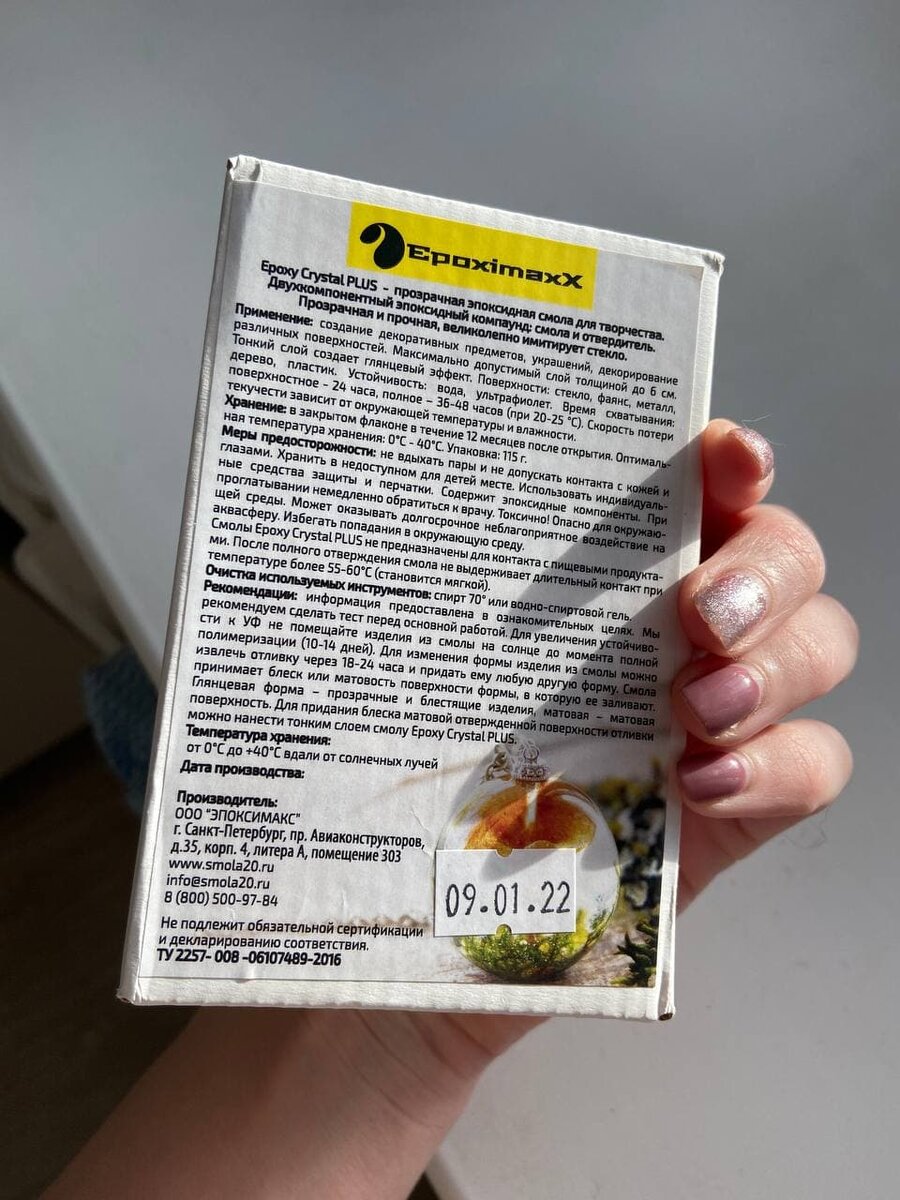 EpoximaxX
Epoxy Crystal PLUS - прозрачная эпоксидная смола для творчества.
Двухкомпонентный эпоксидный компаунд: смола и отвердитель.
Прозрачная и прочная, великолепно имитирует стекло.
Применение: создание декоративных предметов, украшений, декорирование
различных поверхностей. Максимально допустимый слой толщиной до 6 см.
Тонкий слой создает глянцевый эффект. Поверхности: стекло, фаянс, металл,
дерево, пластик. Устойчивость: вода, ультрафиолет. Время схватывания:
поверхностное - 24 часа, полное - 36-48 часов (при 20-25 °С). Скорость потери
текучести зависит от окружающей температуры и влажности.
Хранение: в закрытом флаконе в течение 12 месяцев после открытия. Оптималь-
ная температура хранения: 0°С - 40°С. Упаковка: 115 г.
Меры предосторожности: не вдыхать пары и не допускать контакта с кожей и
глазами. Хранить в недоступном для детей месте. Использовать индивидуаль-
ные средства защиты и перчатки. Содержит эпоксидные компоненты. При
проглатывании немедленно обратиться к врачу. Токсично! Опасно для окружаю-
щей среды. Может оказывать долгосрочное неблагоприятное воздействие на
аквасферу. Избегать попадания в окружающую среду.
Смолы Epoxy Crystal PLUS не предназначены для контакта с пищевыми продукта-
ми. После полного отверждения смола не выдерживает длительный контакт при
температуре более 55-60°С (становится мягкой).
Очистка используемых инструментов: спирт 70° или водно-спиртовой гель.
Рекомендации: информация предоставлена в ознакомительных целях. Мы
рекомендуем сделать тест перед основной работой. Для увеличения устойчиво-
сти к УФ не помещайте изделия из смолы на солнце до момента полной
полимеризации (10-14 дней). Для изменения формы изделия из смолы можно
извлечь отливку через 18-24 часа и придать ему любую другую форму. Смола
принимает блеск или матовость поверхности формы, в которую ее заливают.
Глянцевая форма – прозрачные и блестящие изделия, матовая – матовая
поверхность. Для придания блеска матовой отвержденной поверхности отливки
можно нанести тонким слоем смолу Epoxy Crystal PLUS.
Температура хранения:
от 0°С до +40°С вдали от солнечных лучей
Дата производства:
Производитель:
ООО "ЭПОКСИМАКС"
г. Санкт-Петербург, пр. Авиаконструкторов,
д.35, корп. 4, литера А, помещение 303
www.smola20.ru
info@smola20.ru
8 (800) 500-97-84
09.01.22
Не подлежит обязательной сертификации
и декларированию соответствия.
ТУ 2257- 008 -06107489-2016